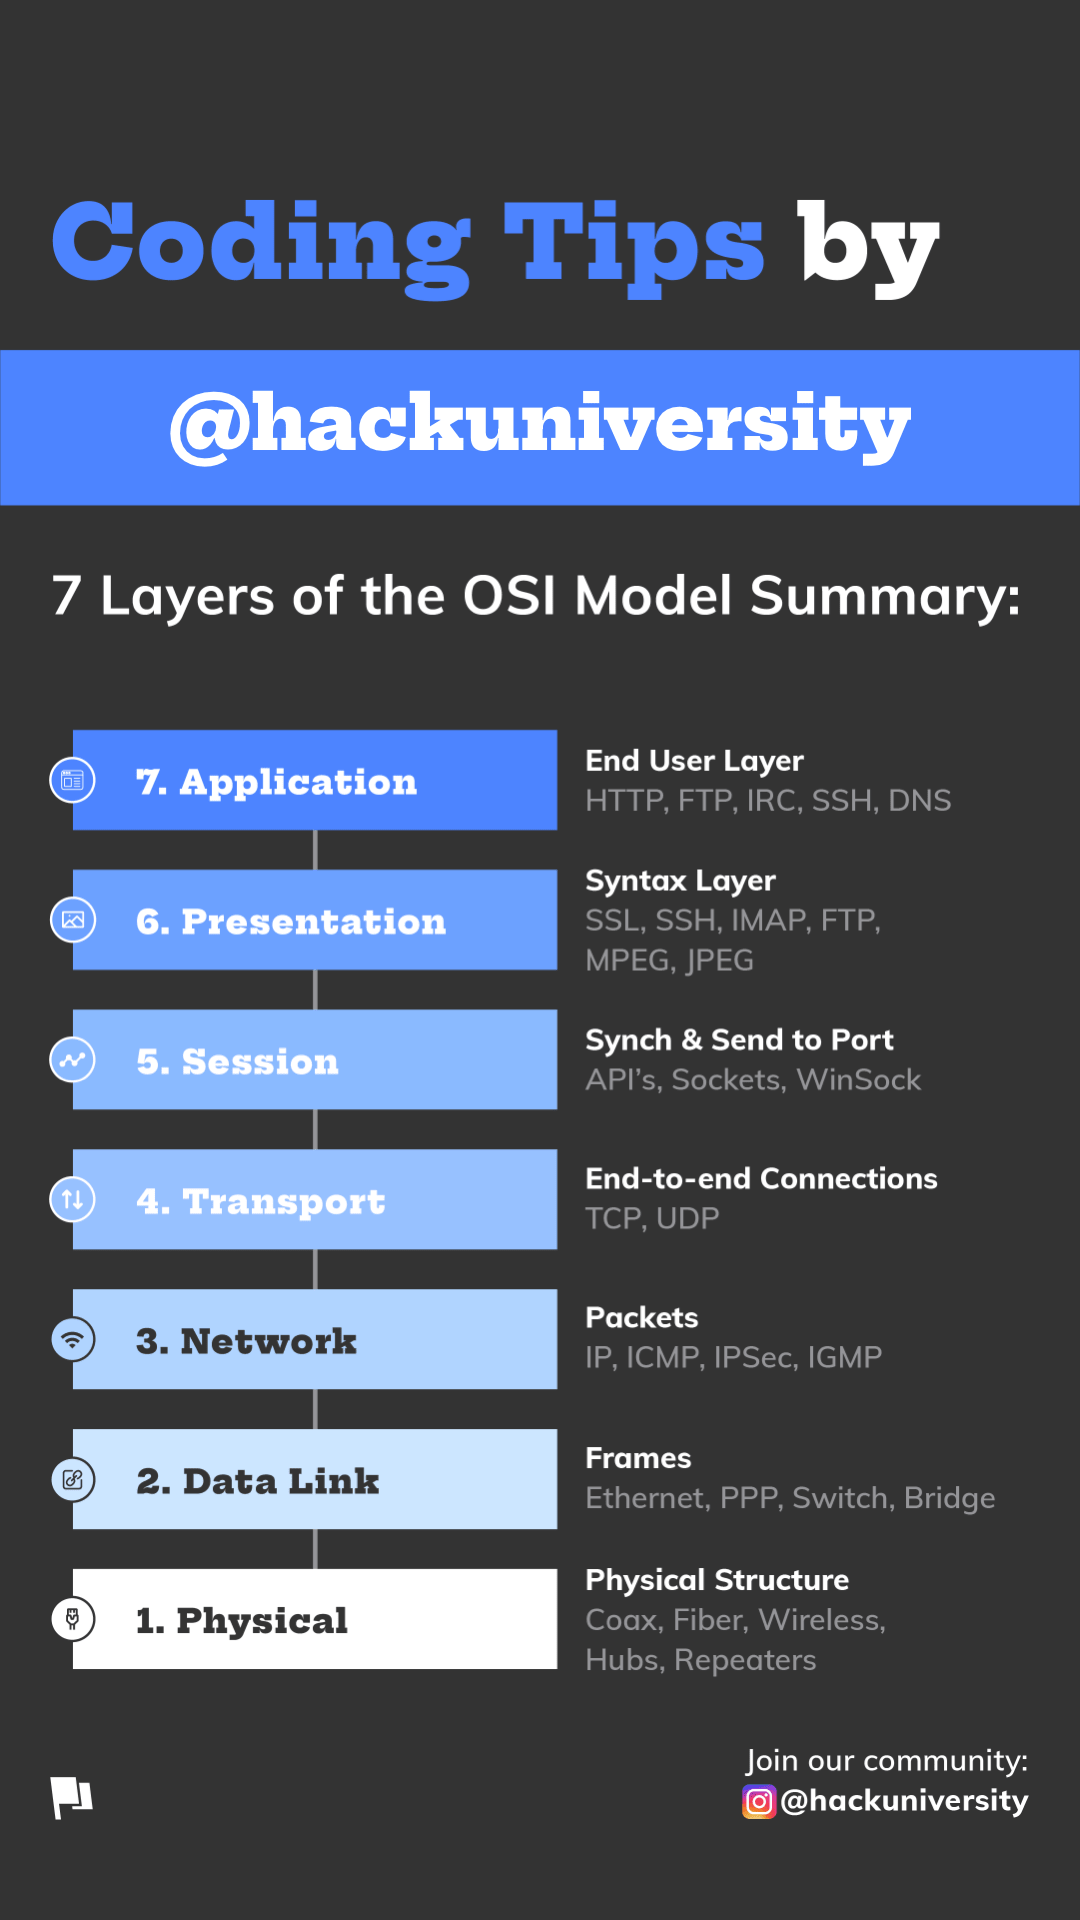 Coding Tips by
@hackuniversity
7 Layers of the OSI Model Summary:
7. Application
End User Layer
HTTP, FTP, IRC, SSH, DNS
6. Presentation
Syntax Layer
SSL, SSH, IMAP, FTP,
MPEG, JPEG
5. Session
Synch & Send to Port
API’s, Sockets, WinSock
4. Transport
End-to-end Connections
TCP, UDP
3. Network
Packets
IP, ICMP, IPSec, IGMP
2. Data Link
Frames
Ethernet, PPP, Switch, Bridge
1. Physical
Physical Structure
Coax, Fiber, Wireless,
Hubs, Repeaters
Join our community:
@hackuniversity